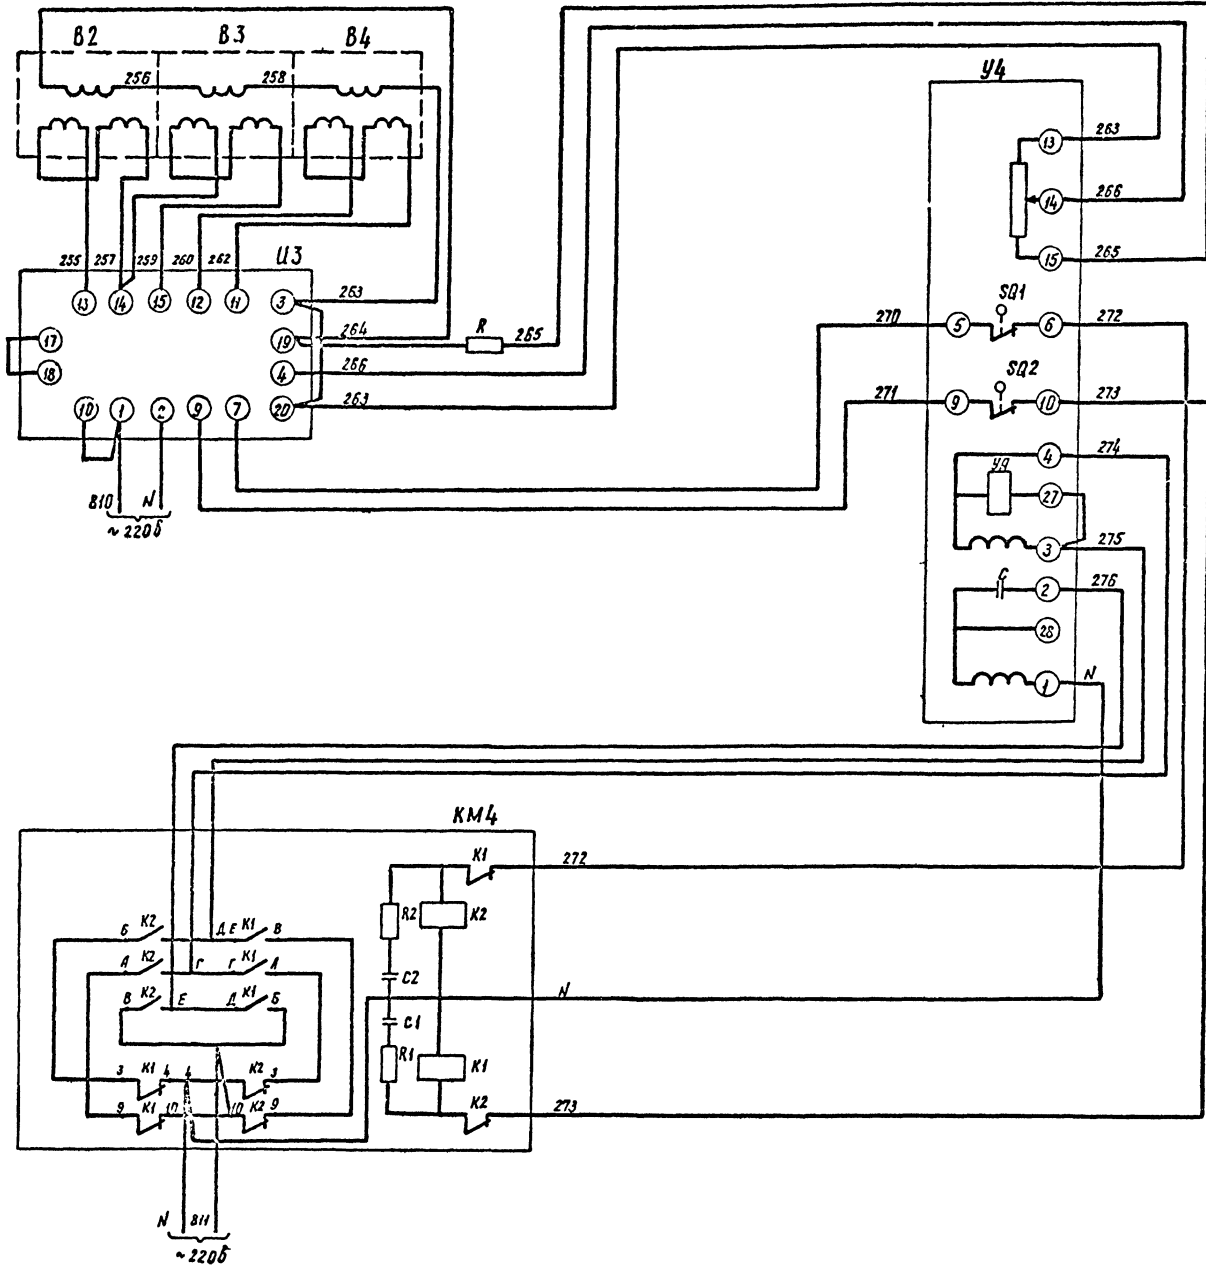 В2 В3 В4
256 258
У4
13 263
14 266
15 265
255 257 259 260 262 U3
13 14 15 12 11 3 263
17 19 264 R 265
18 4 266
10 1 2 9 7 20 263
810 N
~220В
SQ1
270 5 6 272
SQ2
271 9 10 273
4 274
УЯ
27
3 275
С
2 276
28
1 N
КМ4
К1 272
R2 К2
Б К2 Д Е К1 В
А К2 Г Г К1 А
С2
В К2 Е Д К1 Б
N
С1
R1 К1
3 К1 4 4 К2 3
9 К1 10 10 К2 9
К2 273
N 811
~220В